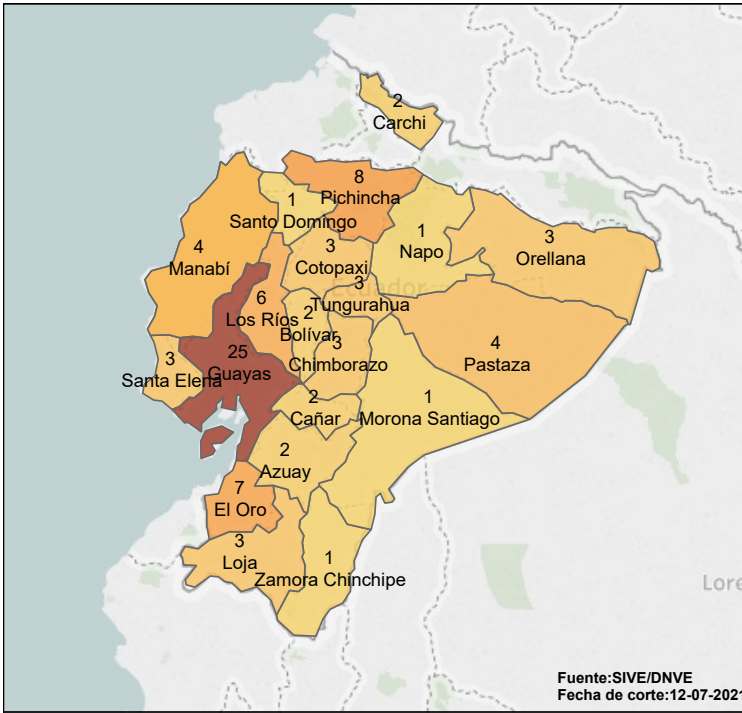 2
Carchi
8
Pichincha
1
Santo Domingo
1
Napo
3
Orellana
4
Manabí
3
Cotopaxi
Ecuador
3
Tungurahua
6
Los Ríos
2
Bolívar
3
Chimborazo
4
Pastaza
25
Guayas
3
Santa Elena
1
Morona Santiago
2
Cañar
2
Azuay
7
El Oro
3
Loja
1
Zamora Chinchipe
Lore
Fuente:SIVE/DNVE
Fecha de corte:12-07-2021